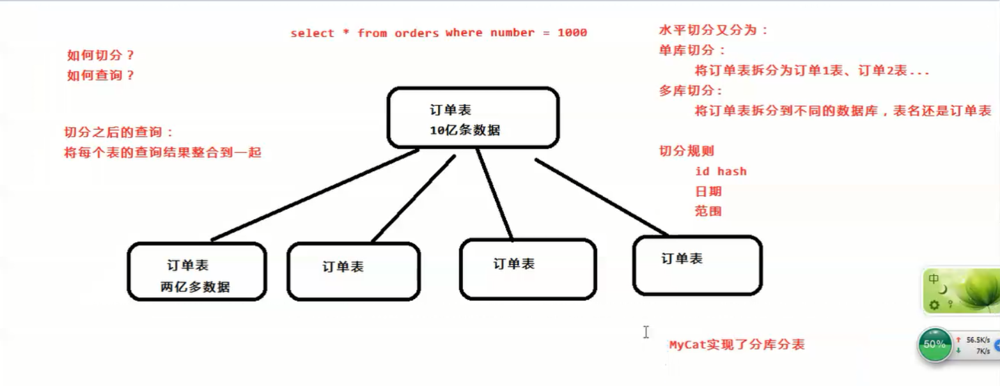 select * from orders where number = 1000
如何切分？
如何查询？
切分之后的查询：
将每个表的查询结果整合到一起
水平切分又分为：
单库切分：
将订单表拆分为订单1表、订单2表...
多库切分：
将订单表拆分到不同的数据库，表名还是订单表
切分规则
id hash
日期
范围
订单表
10亿条数据
订单表
两亿多数据
订单表
订单表
订单表
MyCat实现了分库分表
中
50%
56.5K/s
7K/s